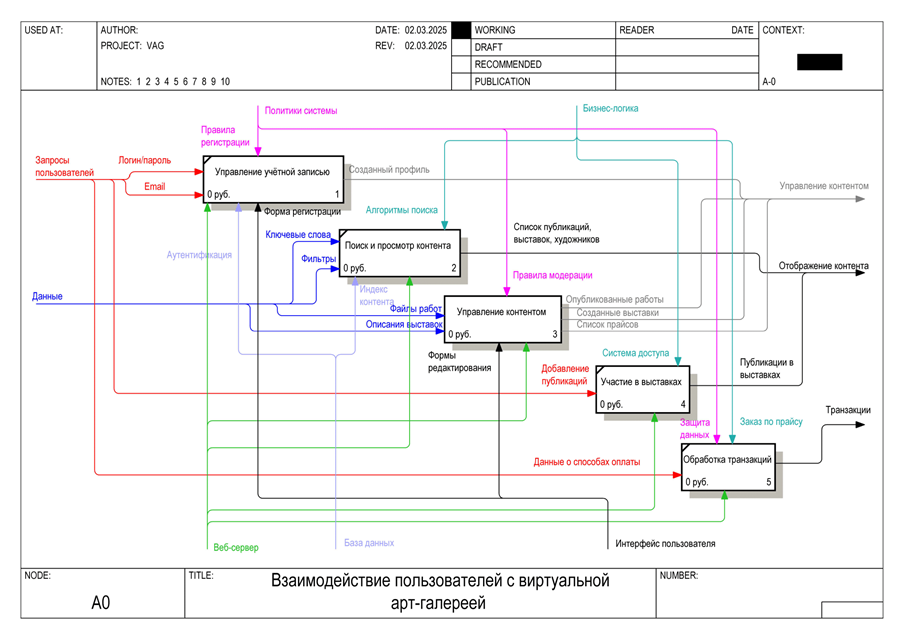 USED AT:
AUTHOR:
DATE: 02.03.2025
PROJECT: VAG
REV: 02.03.2025
NOTES: 1 2 3 4 5 6 7 8 9 10
WORKING
DRAFT
RECOMMENDED
PUBLICATION
READER DATE
CONTEXT:
A-0
Политики системы
Бизнес-логика
Правила
регистрации
Запросы
пользователей
Логин/пароль
Email
Управление учётной записью
0 руб. 1
Созданный профиль
Управление контентом
Форма регистрации
Алгоритмы поиска
Ключевые слова
Поиск и просмотр контента
0 руб. 2
Список публикаций,
выставок, художников
Аутентификация
Фильтры
Отображение контента
Правила модерации
Данные
Индекс
контента
Файлы работ
Описания выставок
Управление контентом
0 руб. 3
Опубликованные работы
Созданные выставки
Список прайсов
Формы
редактирования
Система доступа
Добавление
публикаций
Участие в выставках
0 руб. 4
Публикации в
выставках
Защита
данных
Заказ по прайсу
Транзакции
Данные о способах оплаты
Обработка транзакций
0 руб. 5
Веб-сервер
База данных
Интерфейс пользователя
NODE:
A0
TITLE:
Взаимодействие пользователей с виртуальной
арт-галереей
NUMBER: